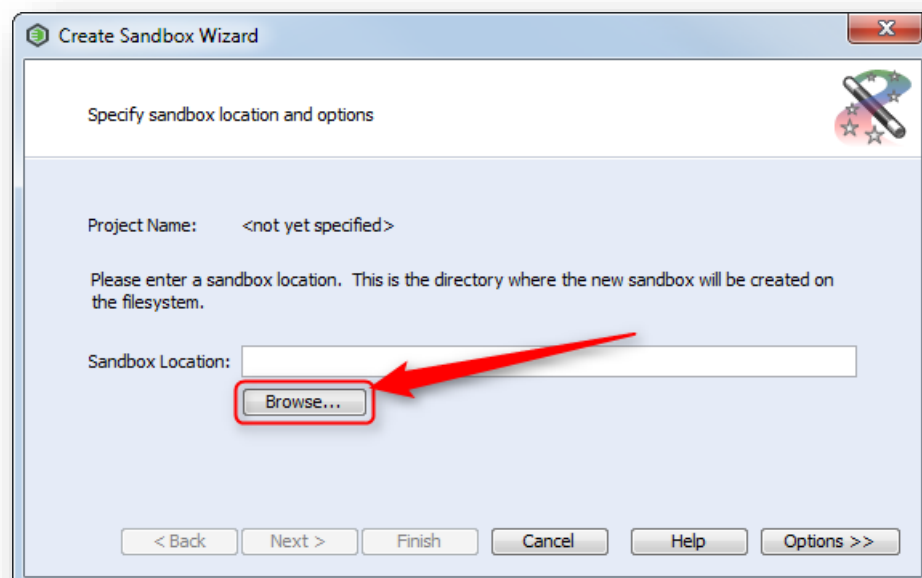 Create Sandbox Wizard
Specify sandbox location and options
Project Name: <not yet specified>
Please enter a sandbox location.  This is the directory where the new sandbox will be created on
the filesystem.
Sandbox Location:
Browse...
< Back Next > Finish Cancel Help Options >>